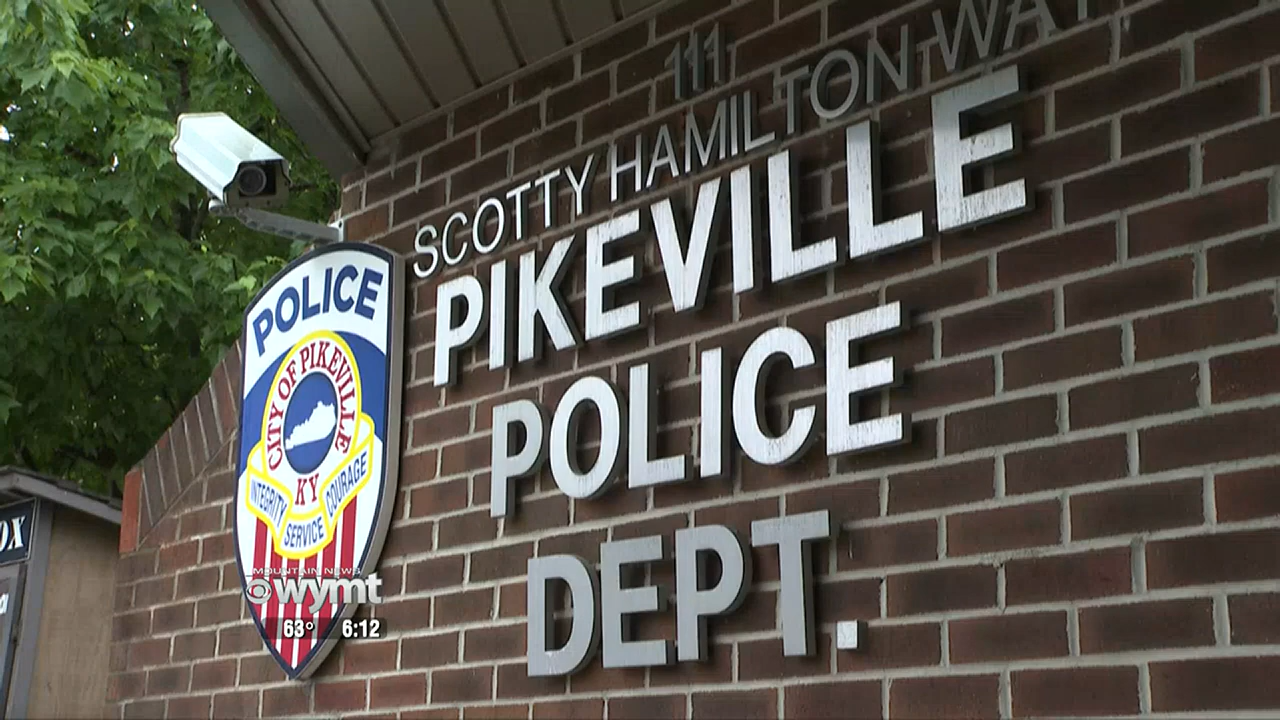 111
SCOTTY HAMILTON WAY
PIKEVILLE
POLICE
DEPT.
POLICE
CITY OF PIKEVILLE
KY
INTEGRITY SERVICE COURAGE
OX
MOUNTAIN NEWS
wymt
63° 6:12